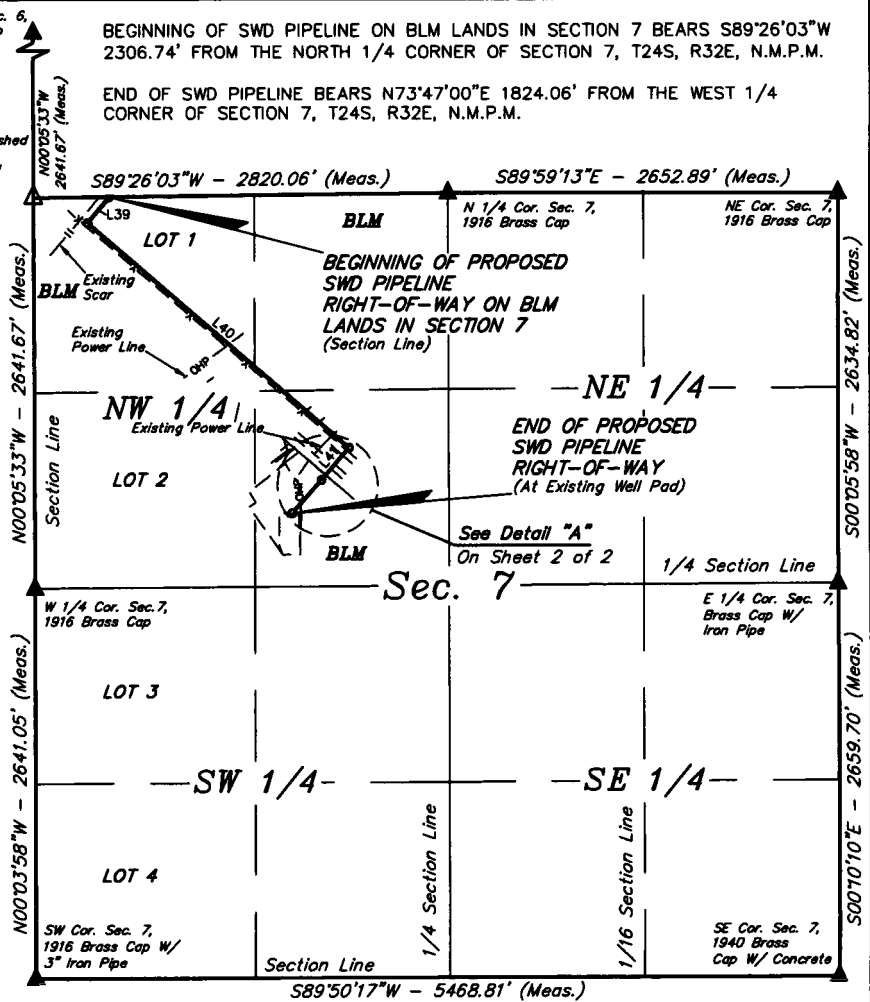 c. 6,
BEGINNING OF SWD PIPELINE ON BLM LANDS IN SECTION 7 BEARS S89°26'03"W
2306.74' FROM THE NORTH 1/4 CORNER OF SECTION 7, T24S, R32E, N.M.P.M.
END OF SWD PIPELINE BEARS N73°47'00"E 1824.06' FROM THE WEST 1/4
CORNER OF SECTION 7, T24S, R32E, N.M.P.M.
shed
N00°05'33"W
2641.67' (Meas.)
S89°26'03"W - 2820.06' (Meas.)
S89°59'13"E - 2652.89' (Meas.)
L39
LOT 1
BLM
N 1/4 Cor. Sec. 7,
1916 Brass Cap
NE Cor. Sec. 7,
1916 Brass Cap
BEGINNING OF PROPOSED
SWD PIPELINE
RIGHT-OF-WAY ON BLM
LANDS IN SECTION 7
(Section Line)
BLM
Existing
Scar
Existing
Power Line
OHP
L40
N00°05'33"W - 2641.67' (Meas.)
Section Line
S00°05'58"W - 2634.82' (Meas.)
NW 1/4
NE 1/4
Existing Power Line
L41
OHP
LOT 2
END OF PROPOSED
SWD PIPELINE
RIGHT-OF-WAY
(At Existing Well Pad)
See Detail "A"
On Sheet 2 of 2
BLM
1/4 Section Line
Sec. 7
W 1/4 Cor. Sec.7,
1916 Brass Cap
E 1/4 Cor. Sec. 7,
Brass Cap W/
Iron Pipe
LOT 3
N00°03'58"W - 2641.05' (Meas.)
S00°10'10"E - 2659.70' (Meas.)
SW 1/4
SE 1/4
1/4 Section Line
1/16 Section Line
LOT 4
SW Cor. Sec. 7,
1916 Brass Cap W/
3" Iron Pipe
SE Cor. Sec. 7,
1940 Brass
Cap W/ Concrete
Section Line
S89°50'17"W - 5468.81' (Meas.)